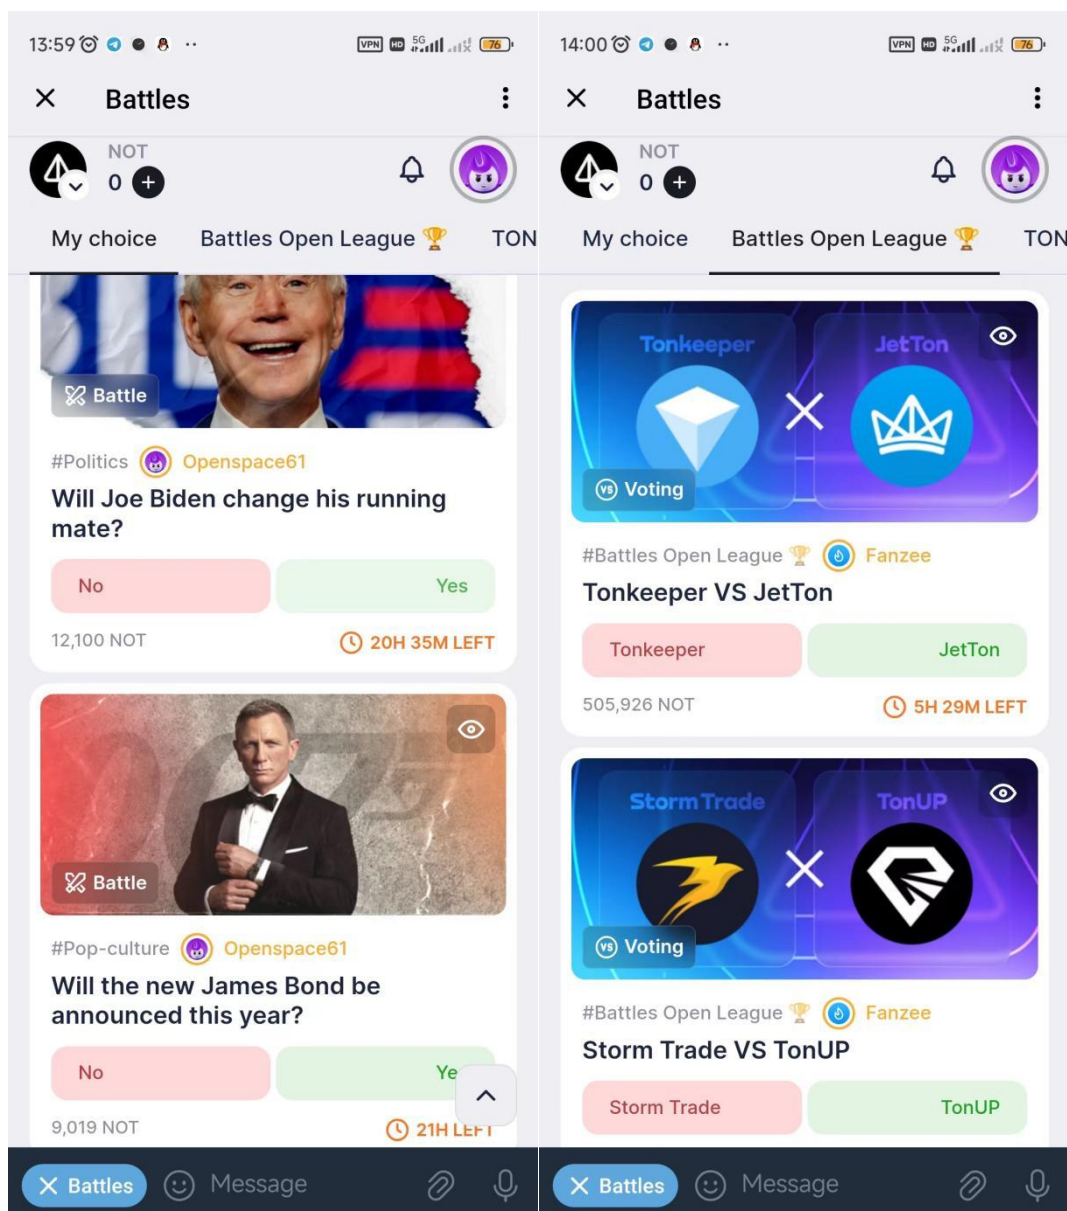 13:59
VPN HD 5G 76
Battles
NOT
0
My choice
Battles Open League 🏆
TON
Battle
#Politics Openspace61
Will Joe Biden change his running
mate?
No
Yes
12,100 NOT
20H 35M LEFT
Battle
#Pop-culture Openspace61
Will the new James Bond be
announced this year?
No
9,019 NOT
21H LEFT
Battles
Message
14:00
VPN HD 5G 76
Battles
NOT
0
My choice
Battles Open League 🏆
TON
Tonkeeper
JetTon
VS Voting
#Battles Open League 🏆 Fanzee
Tonkeeper VS JetTon
Tonkeeper
JetTon
505,926 NOT
5H 29M LEFT
Storm Trade
TonUP
VS Voting
#Battles Open League 🏆 Fanzee
Storm Trade VS TonUP
Storm Trade
TonUP
Battles
Message